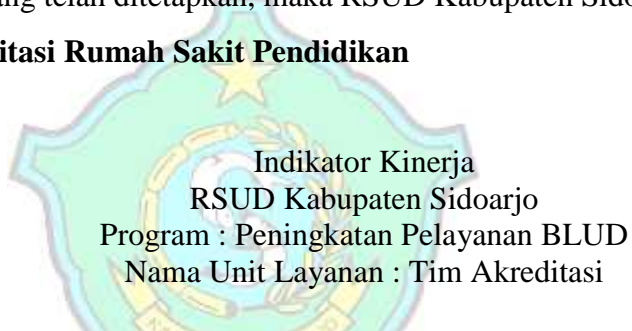 ang telah ditetapkan, maka RSUD Kabupaten Sido
itasi Rumah Sakit Pendidikan
Indikator Kinerja
RSUD Kabupaten Sidoarjo
Program : Peningkatan Pelayanan BLUD
Nama Unit Layanan : Tim Akreditasi